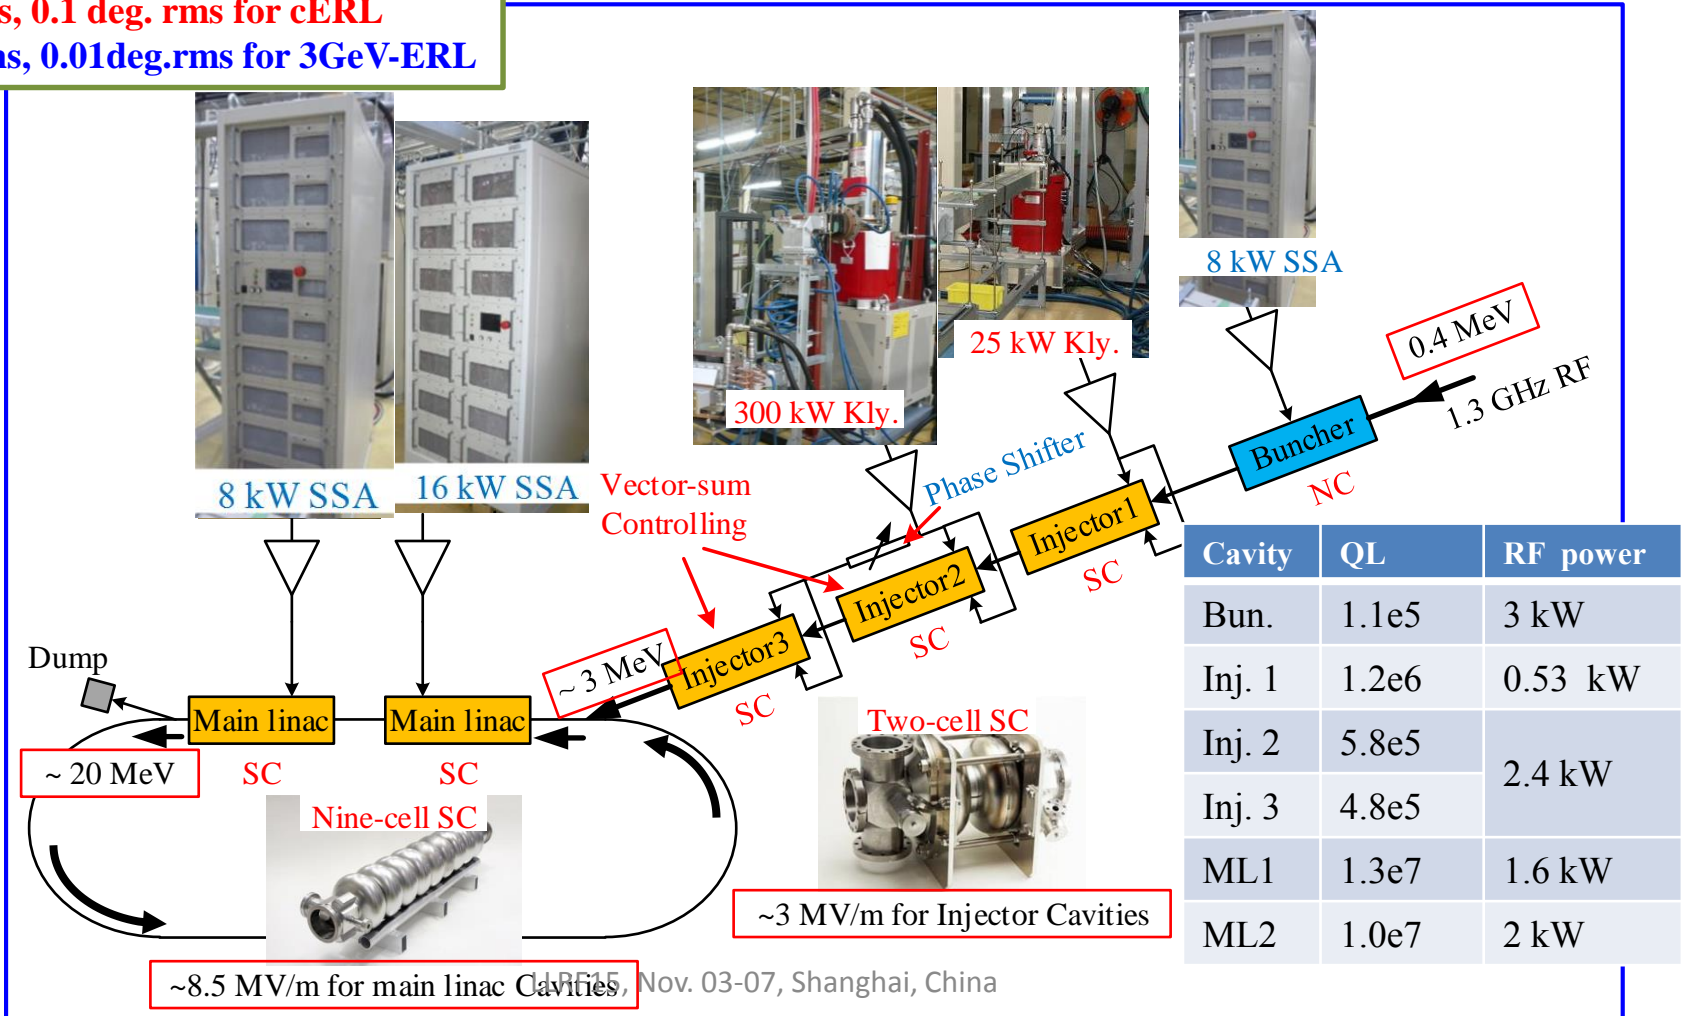 s, 0.1 deg. rms for cERL
ns, 0.01deg.rms for 3GeV-ERL
8 kW SSA
16 kW SSA
300 kW Kly.
25 kW Kly.
8 kW SSA
0.4 MeV
1.3 GHz RF
Buncher
NC
Phase Shifter
Vector-sum
Controlling
Injector1
SC
Injector2
SC
Injector3
SC
~ 3 MeV
Dump
Main linac
Main linac
SC
SC
~ 20 MeV
Nine-cell SC
Two-cell SC
~3 MV/m for Injector Cavities
~8.5 MV/m for main linac Cavities
LLRF15, Nov. 03-07, Shanghai, China
Cavity QL RF power
Bun. 1.1e5 3 kW
Inj. 1 1.2e6 0.53 kW
Inj. 2 5.8e5
2.4 kW
Inj. 3 4.8e5
ML1 1.3e7 1.6 kW
ML2 1.0e7 2 kW